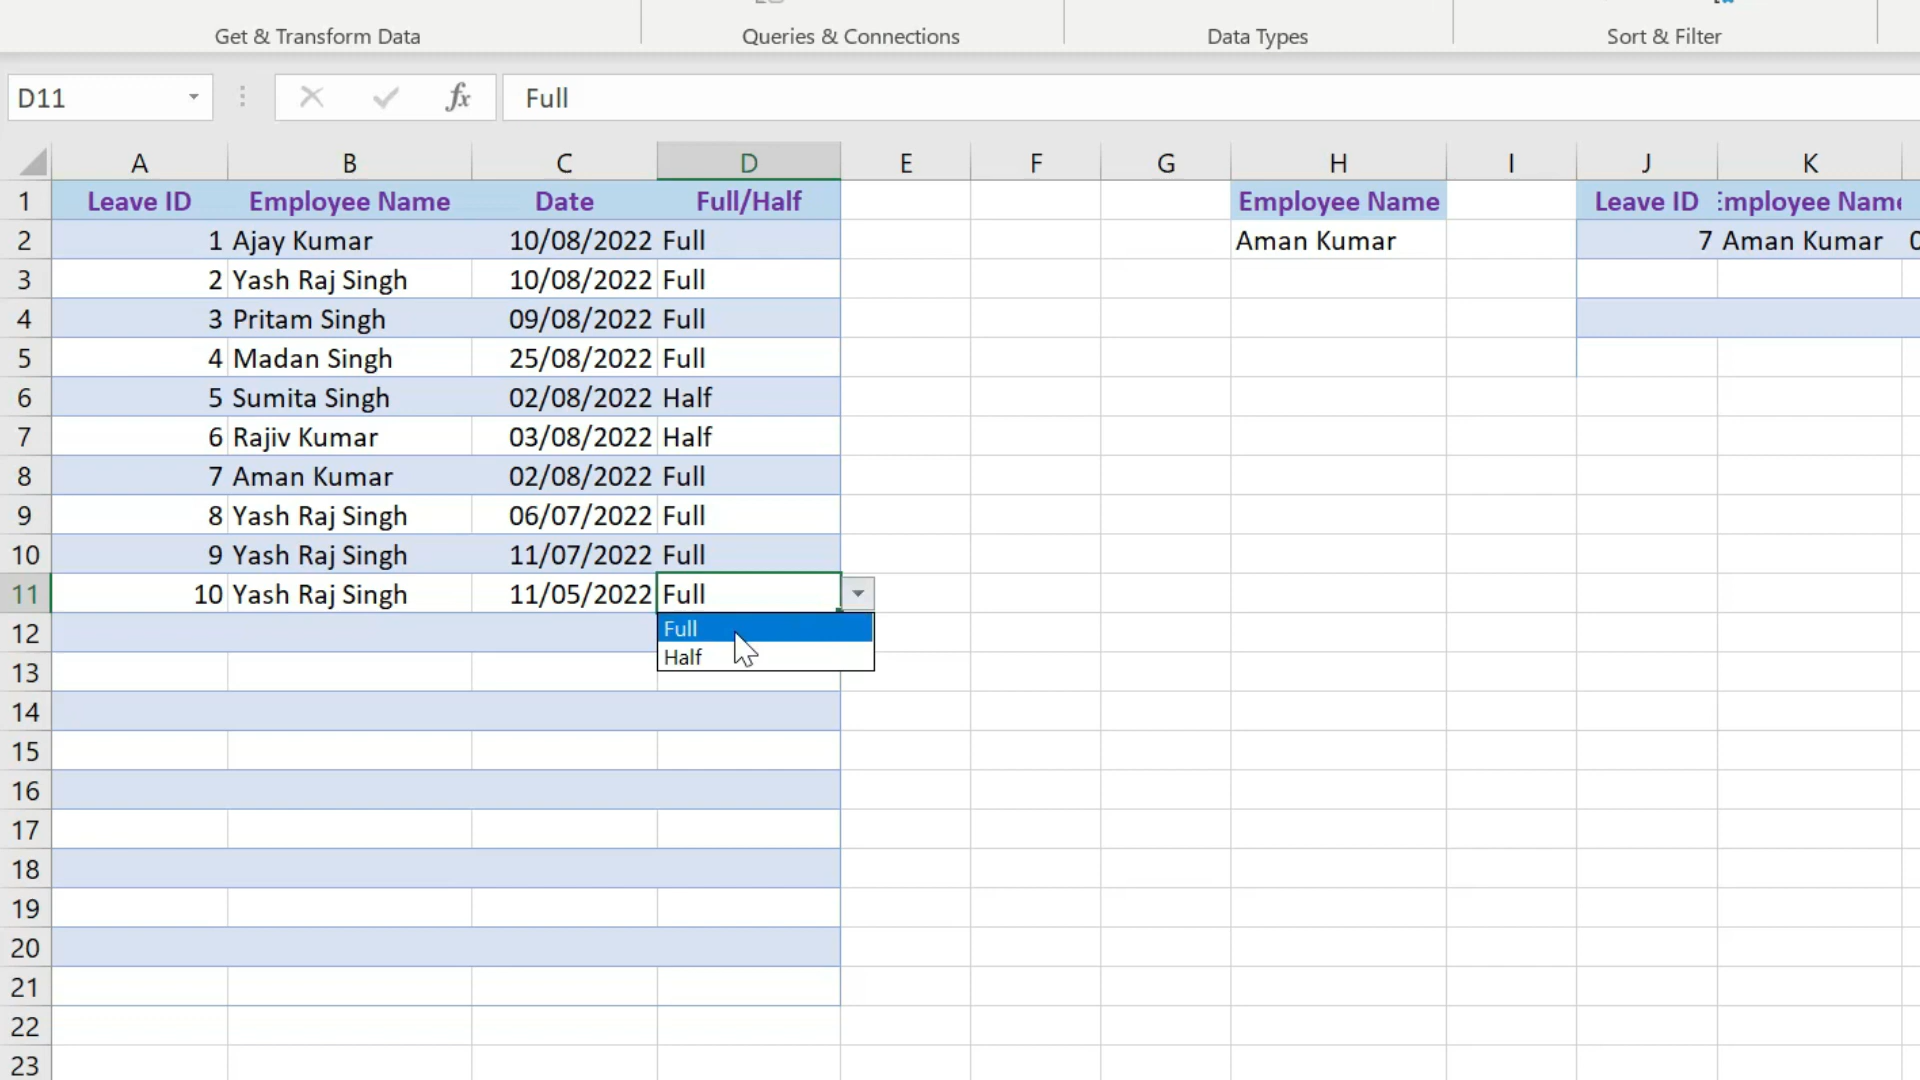 Get & Transform Data Queries & Connections Data Types Sort & Filter
D11 fx Full
A B C D E F G H I J K
1 Leave ID Employee Name Date Full/Half Employee Name Leave ID Employee Name
2 1 Ajay Kumar 10/08/2022 Full Aman Kumar 7 Aman Kumar 0
3 2 Yash Raj Singh 10/08/2022 Full
4 3 Pritam Singh 09/08/2022 Full
5 4 Madan Singh 25/08/2022 Full
6 5 Sumita Singh 02/08/2022 Half
7 6 Rajiv Kumar 03/08/2022 Half
8 7 Aman Kumar 02/08/2022 Full
9 8 Yash Raj Singh 06/07/2022 Full
10 9 Yash Raj Singh 11/07/2022 Full
11 10 Yash Raj Singh 11/05/2022 Full
12 Full
Half
13
14
15
16
17
18
19
20
21
22
23